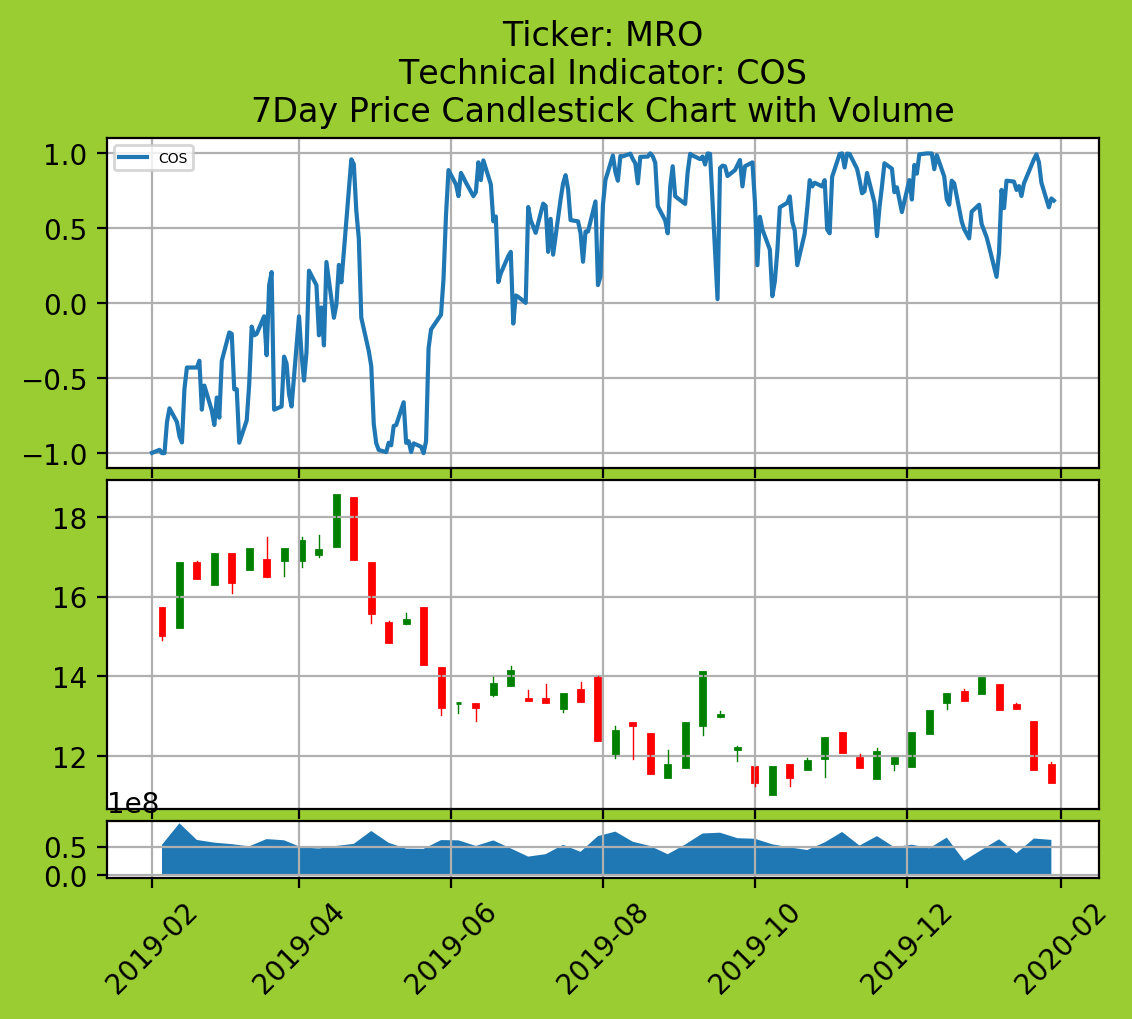 Ticker: MRO
Technical Indicator: COS
7Day Price Candlestick Chart with Volume
COS
1.0
0.5
0.0
−0.5
−1.0
18
16
14
12
1e8
0.5
0.0
2019-02 2019-04 2019-06 2019-08 2019-10 2019-12 2020-02